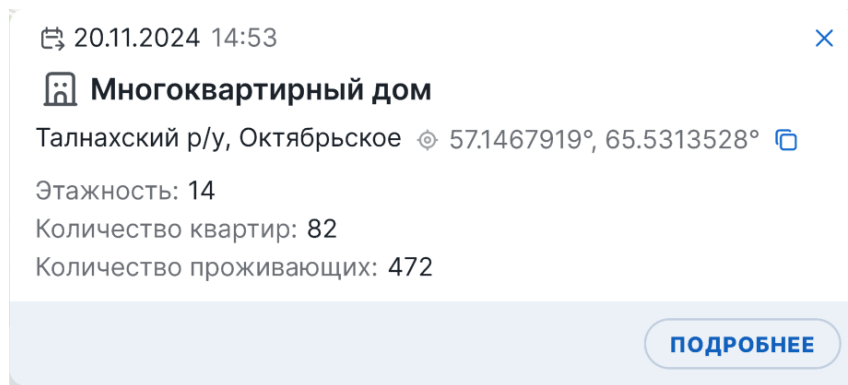 20.11.2024 14:53
Многоквартирный дом
Талнахский р/у, Октябрьское 57.1467919°, 65.5313528°
Этажность: 14
Количество квартир: 82
Количество проживающих: 472
ПОДРОБНЕЕ